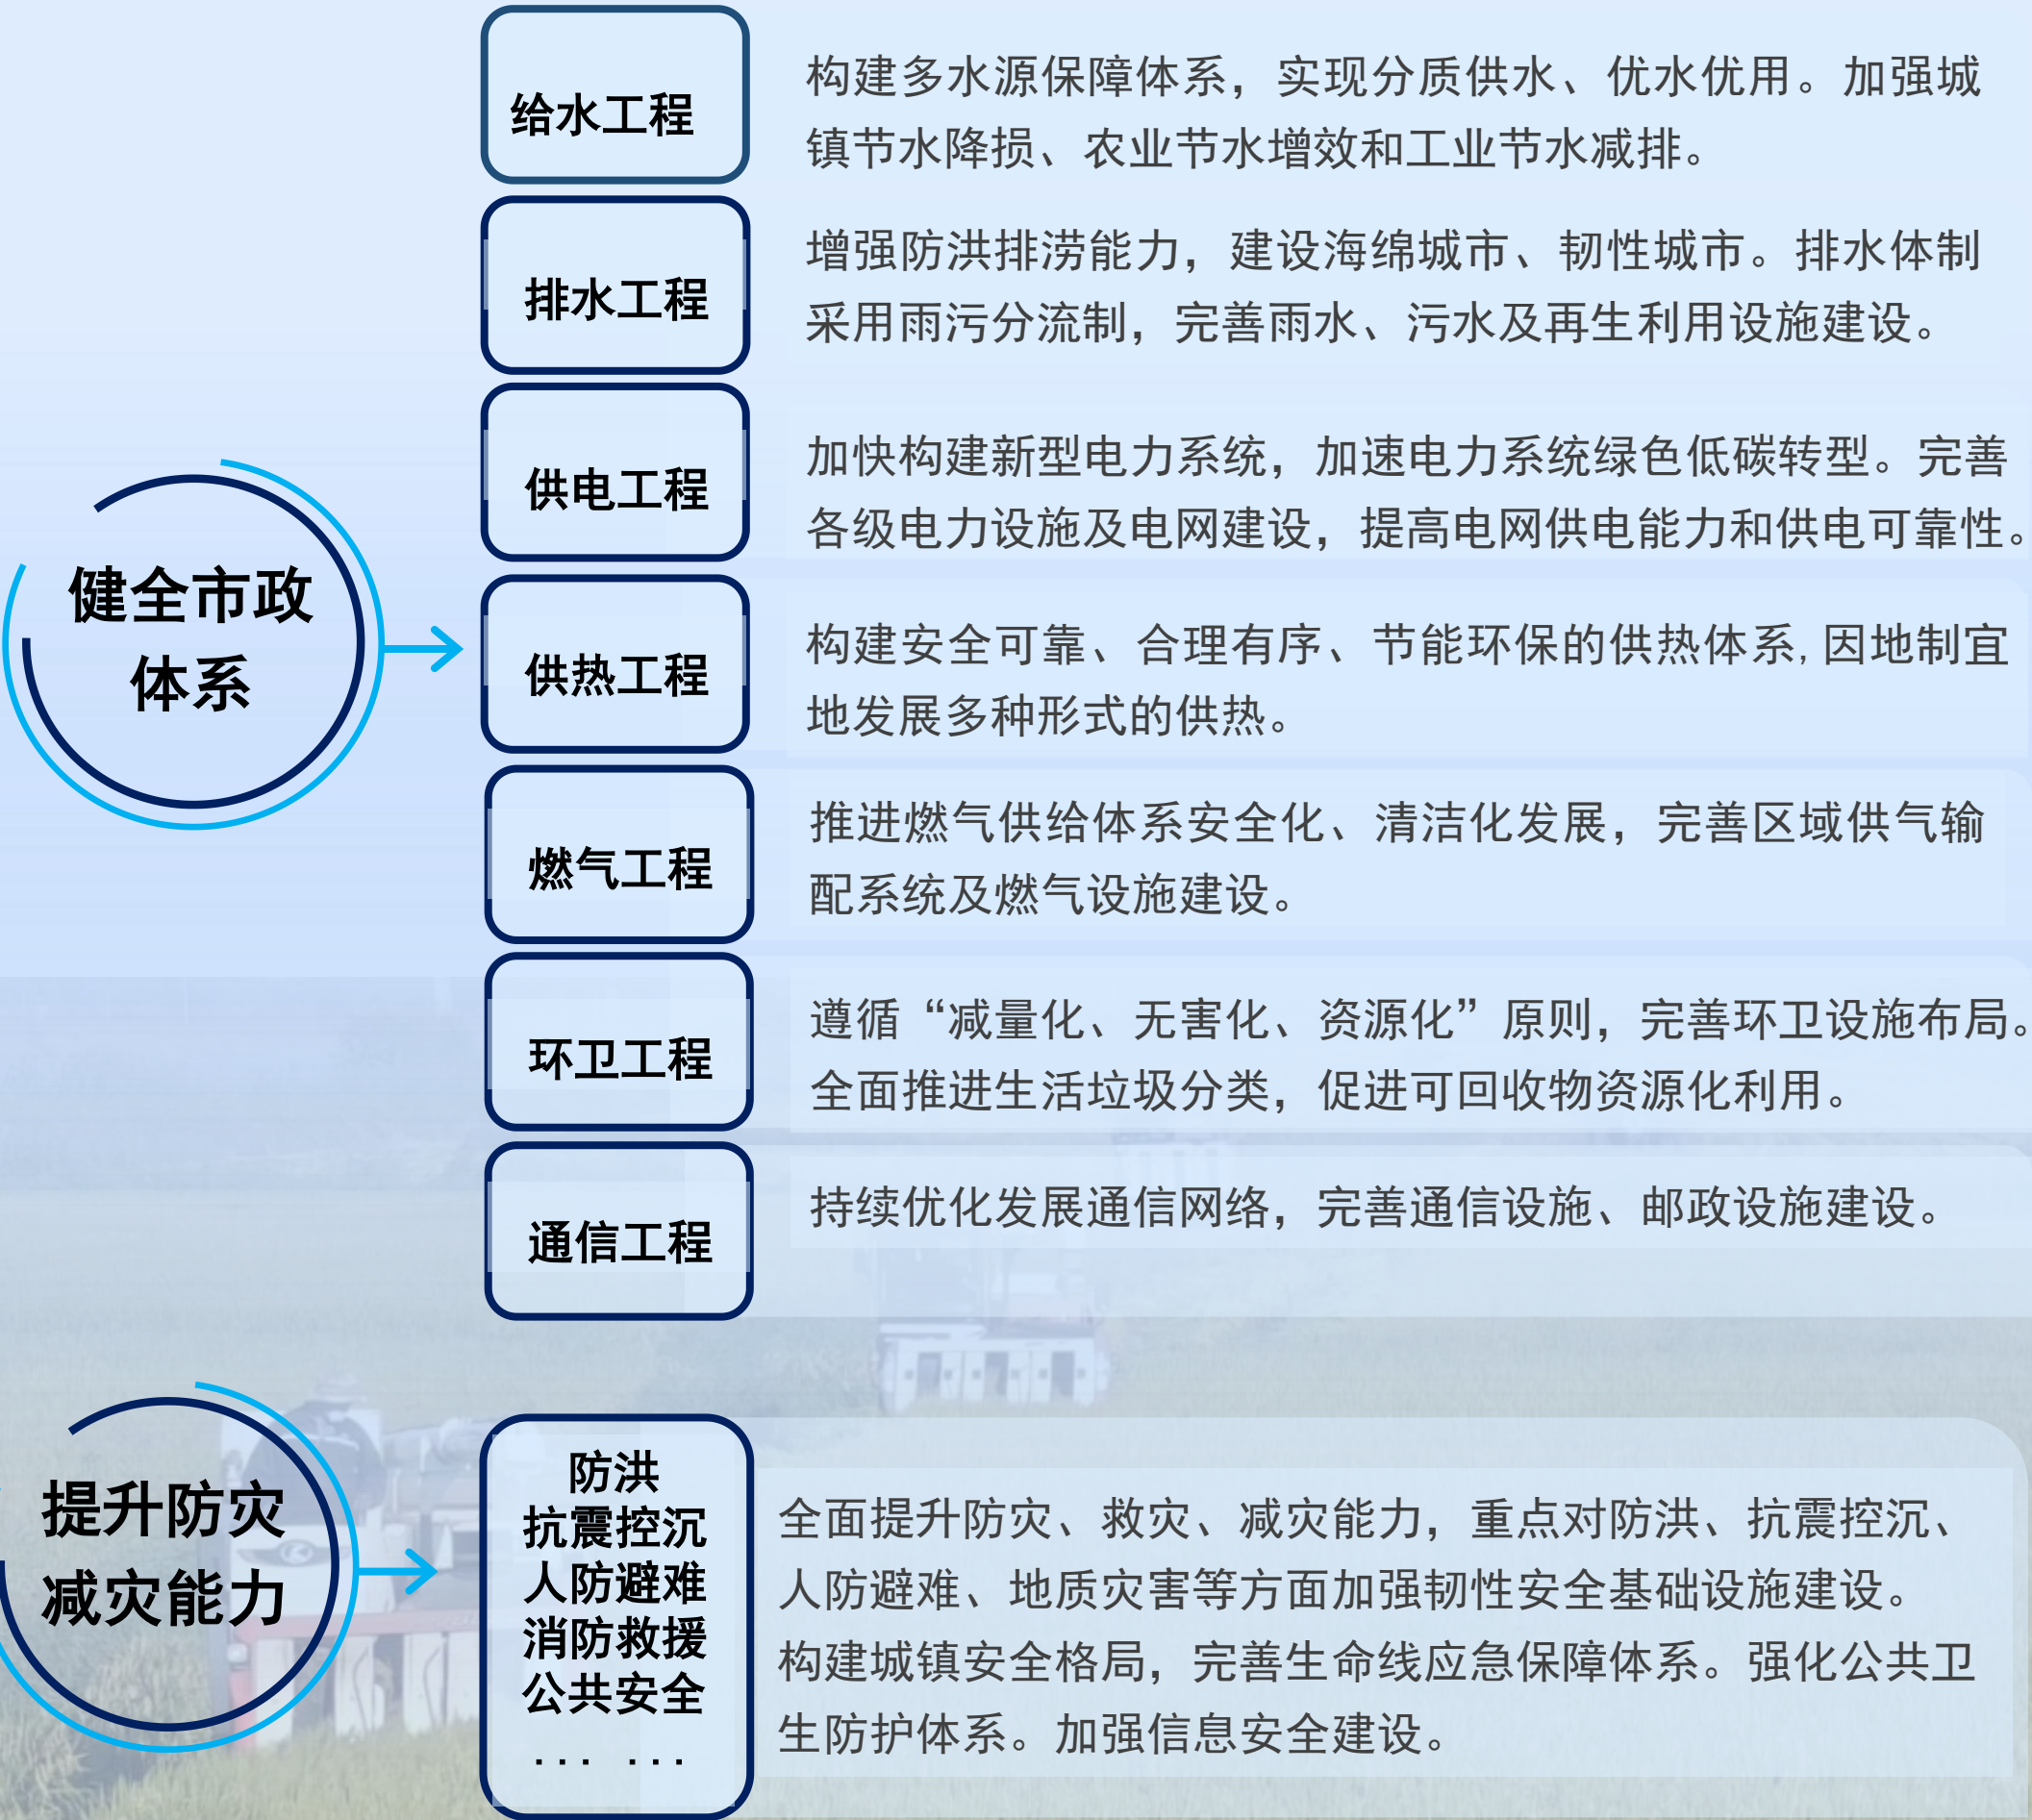 健全市政
体系
给水工程
构建多水源保障体系，实现分质供水、优水优用。加强城
镇节水降损、农业节水增效和工业节水减排。
排水工程
增强防洪排涝能力，建设海绵城市、韧性城市。排水体制
采用雨污分流制，完善雨水、污水及再生利用设施建设。
供电工程
加快构建新型电力系统，加速电力系统绿色低碳转型。完善
各级电力设施及电网建设，提高电网供电能力和供电可靠性。
供热工程
构建安全可靠、合理有序、节能环保的供热体系,因地制宜
地发展多种形式的供热。
燃气工程
推进燃气供给体系安全化、清洁化发展，完善区域供气输
配系统及燃气设施建设。
环卫工程
遵循“减量化、无害化、资源化”原则，完善环卫设施布局。
全面推进生活垃圾分类，促进可回收物资源化利用。
通信工程
持续优化发展通信网络，完善通信设施、邮政设施建设。
提升防灾
减灾能力
防洪
抗震控沉
人防避难
消防救援
公共安全
... ...
全面提升防灾、救灾、减灾能力，重点对防洪、抗震控沉、
人防避难、地质灾害等方面加强韧性安全基础设施建设。
构建城镇安全格局，完善生命线应急保障体系。强化公共卫
生防护体系。加强信息安全建设。